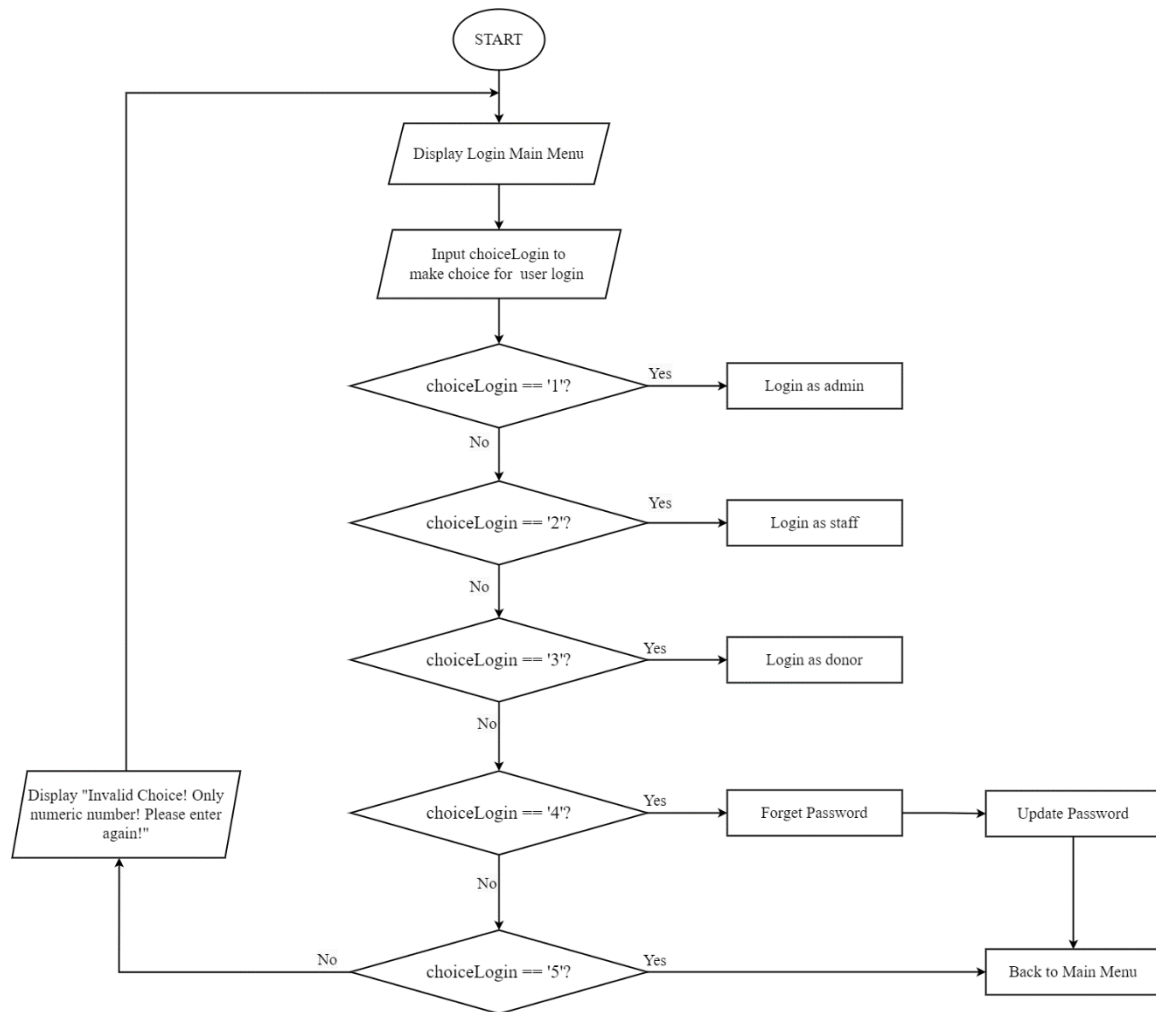 START
Display Login Main Menu
Input choiceLogin to
make choice for user login
choiceLogin == '1'?
Yes
Login as admin
No
choiceLogin == '2'?
Yes
Login as staff
No
choiceLogin == '3'?
Yes
Login as donor
No
Display "Invalid Choice! Only
numeric number! Please enter
again!"
choiceLogin == '4'?
Yes
Forget Password
Update Password
No
No
choiceLogin == '5'?
Yes
Back to Main Menu